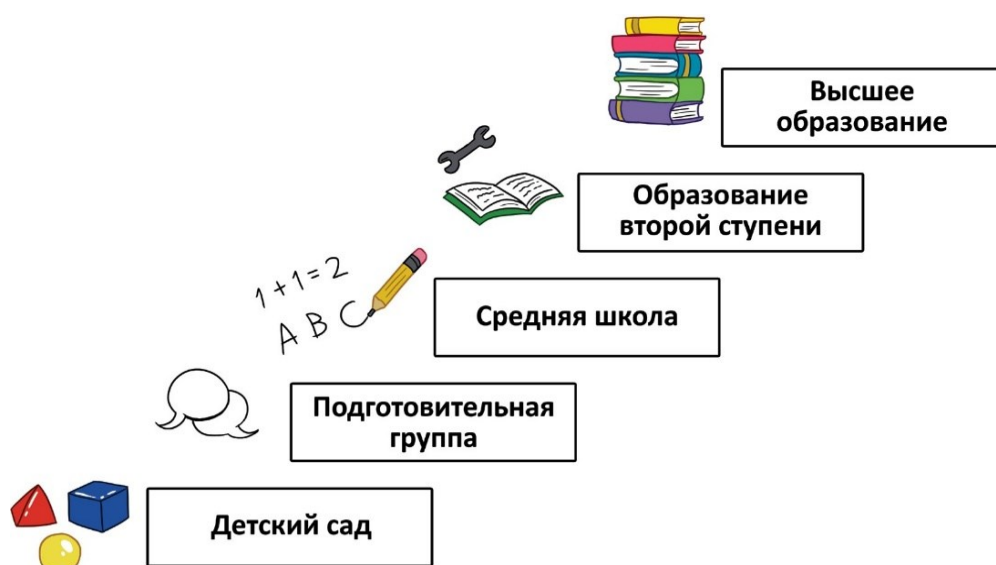 Высшее
образование
Образование
второй ступени
1+1=2
A B C
Средняя школа
Подготовительная
группа
Детский сад